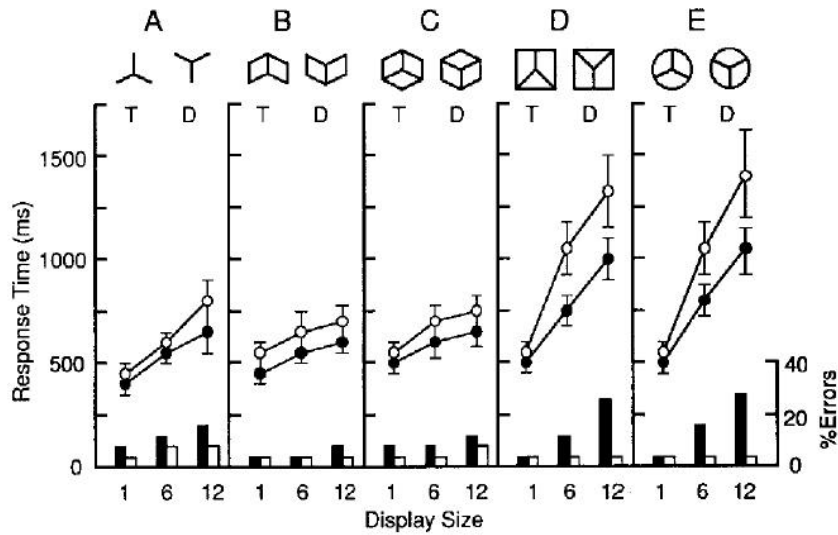 A B C D E
T D T D T D T D T D
1500
1000
500
0
Response Time (ms)
40
20
0
%Errors
1 6 12 1 6 12 1 6 12 1 6 12 1 6 12
Display Size